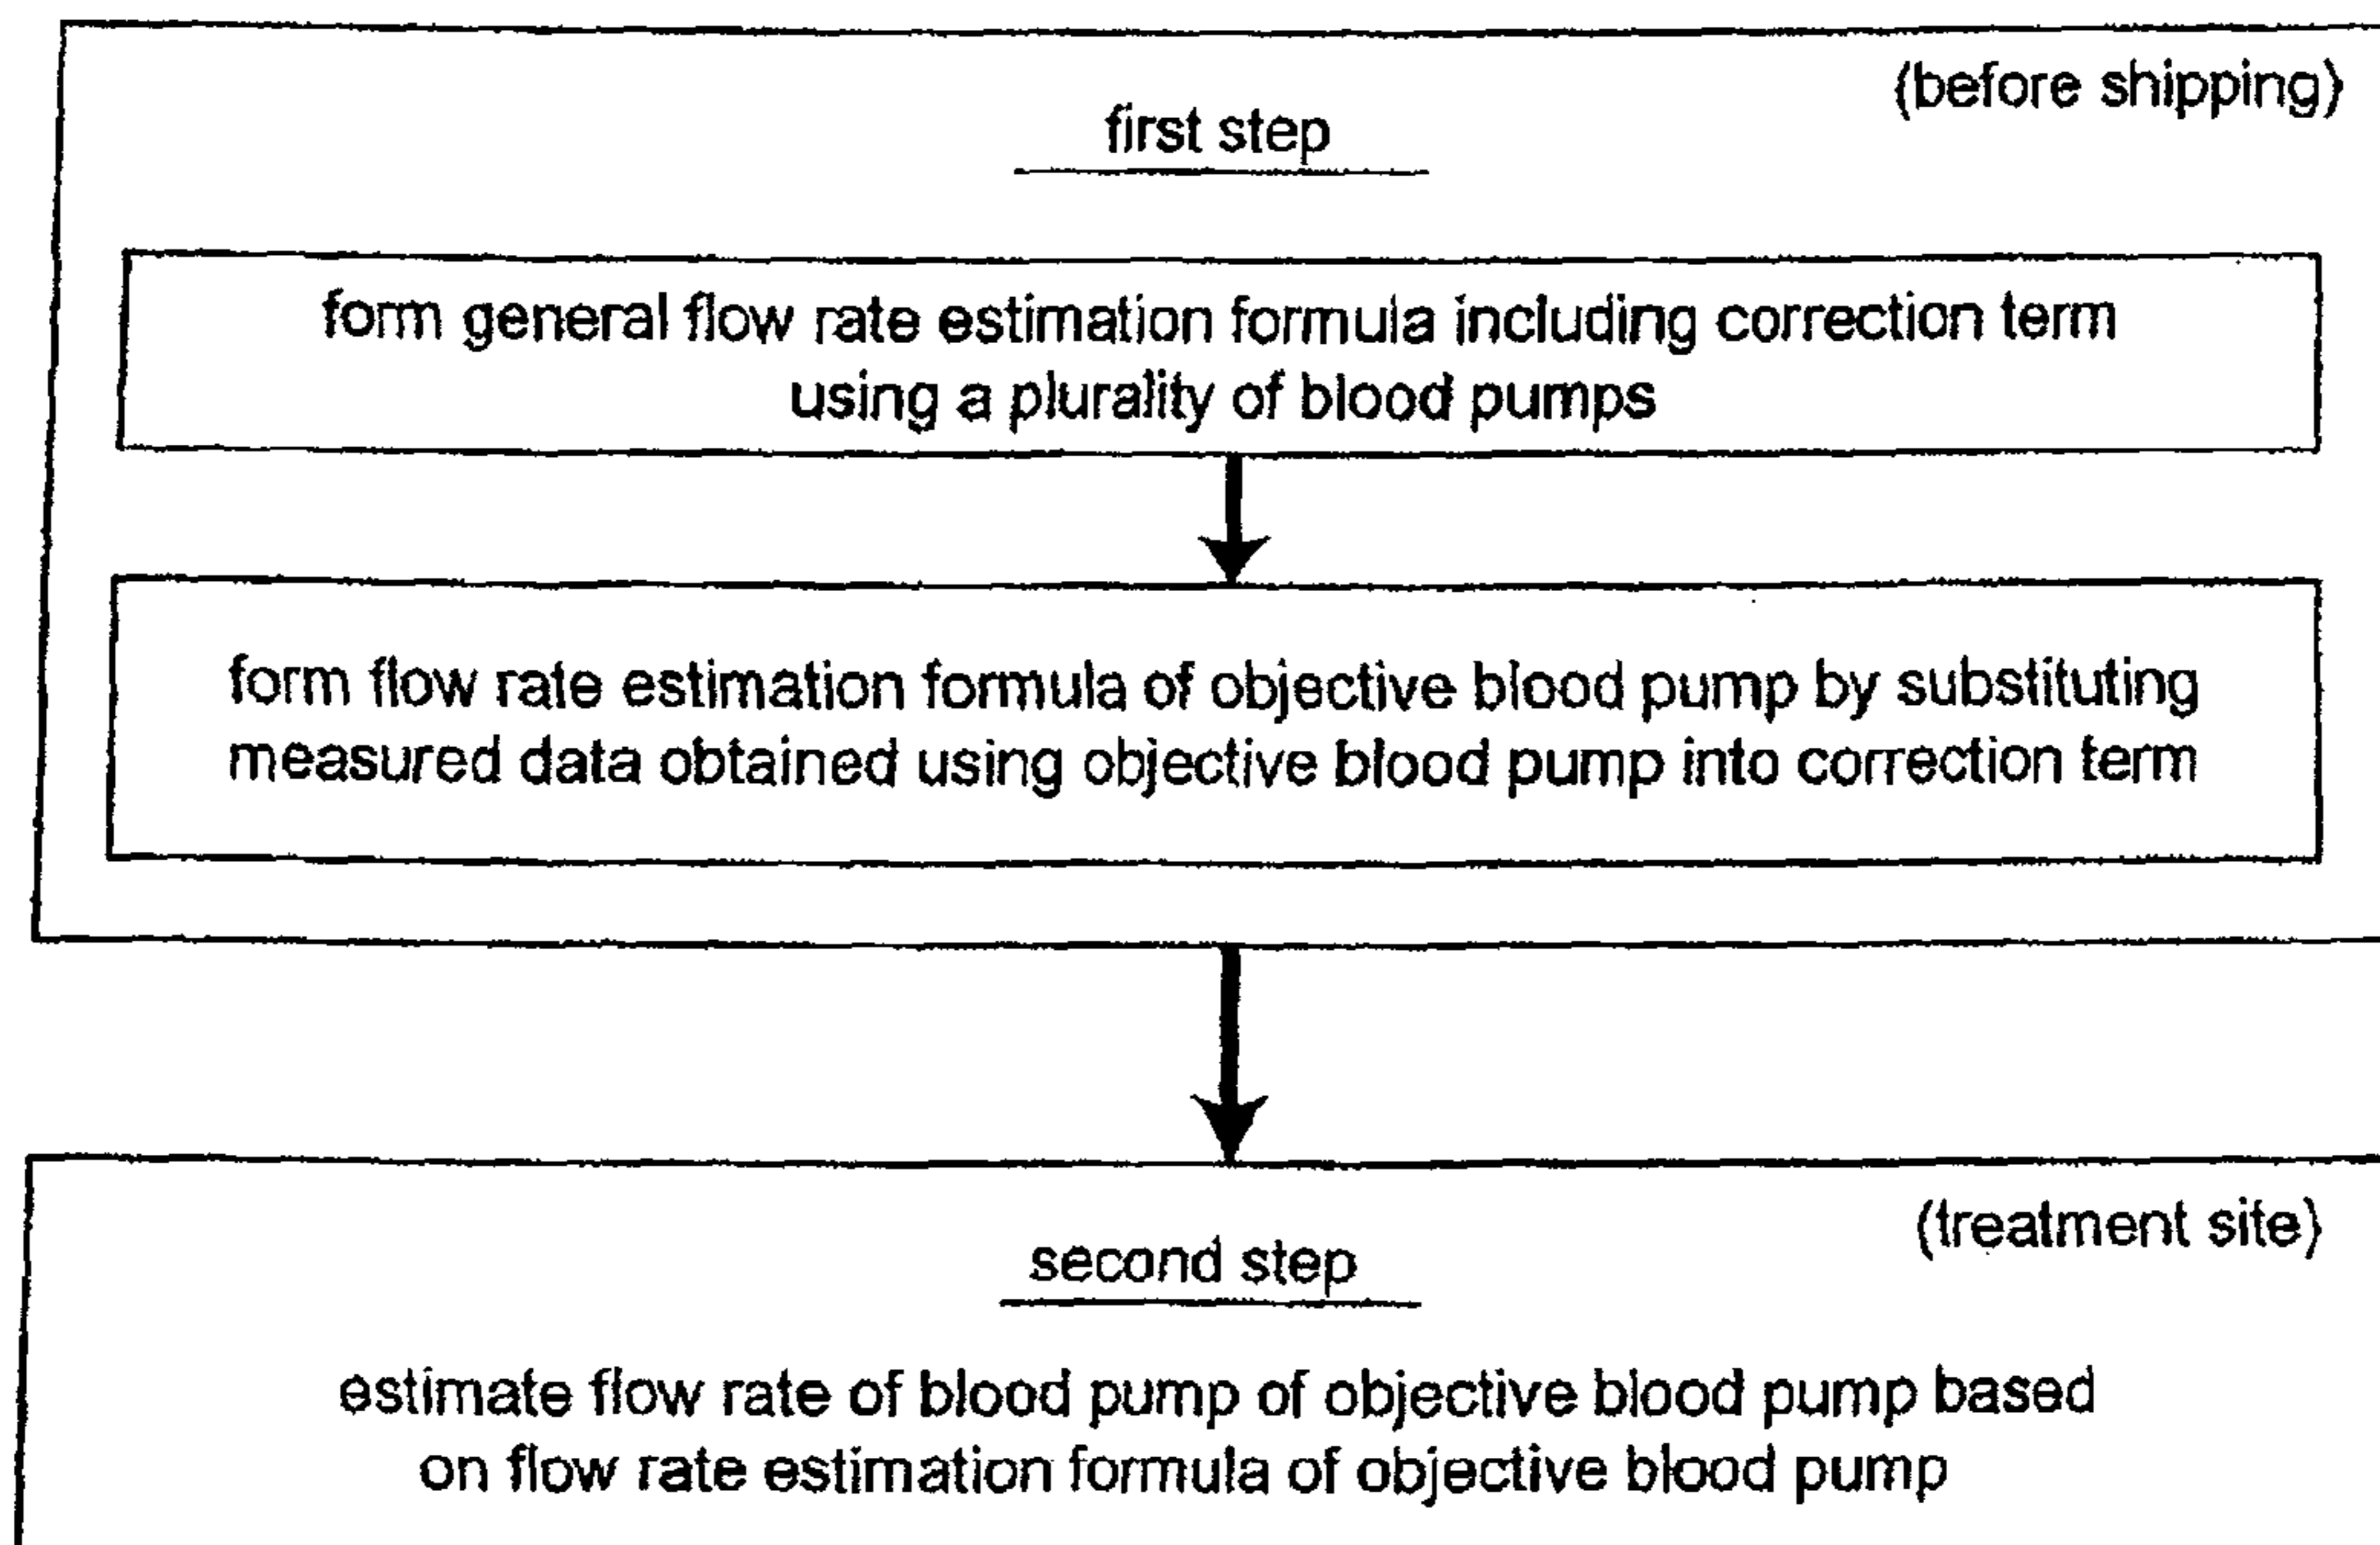 (before shipping)
first step
form general flow rate estimation formula including correction term
using a plurality of blood pumps
form flow rate estimation formula of objective blood pump by substituting
measured data obtained using objective blood pump into correction term
(treatment site)
second step
estimate flow rate of blood pump of objective blood pump based
on flow rate estimation formula of objective blood pump